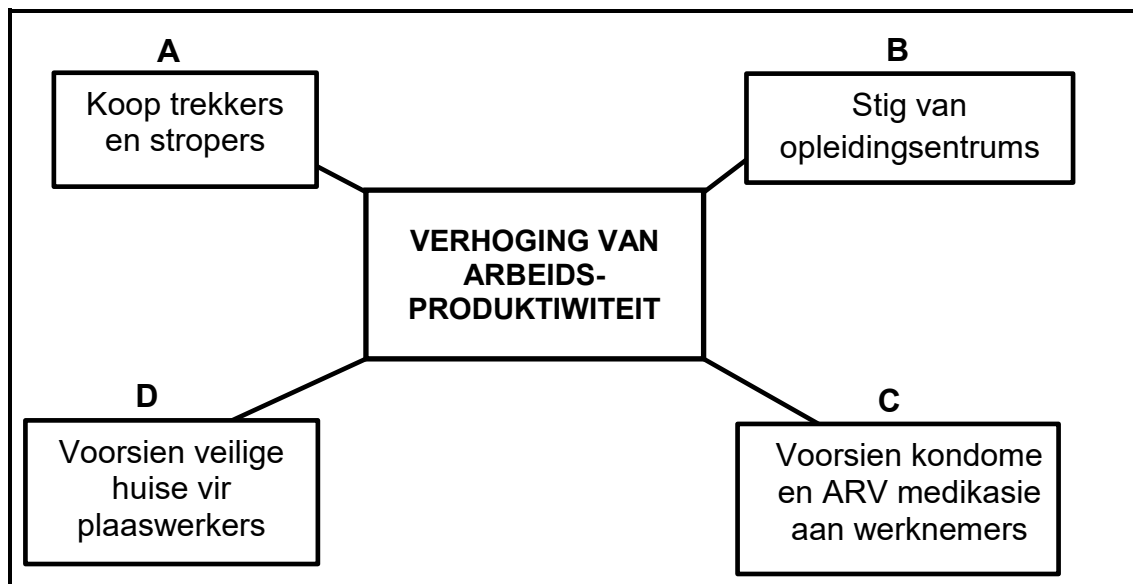 A
Koop trekkers
en stropers
B
Stig van
opleidingsentrums
VERHOGING VAN
ARBEIDS-
PRODUKTIWITEIT
D
Voorsien veilige
huise vir
plaaswerkers
C
Voorsien kondome
en ARV medikasie
aan werknemers